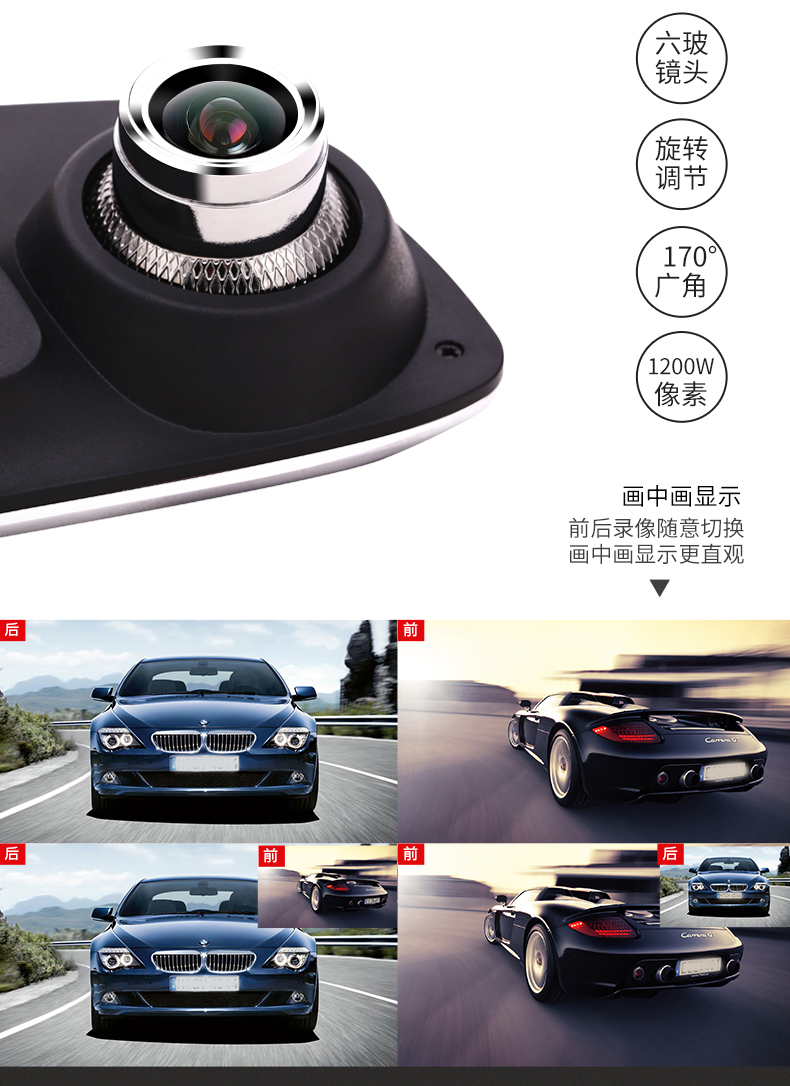 六玻
镜头
旋转
调节
170°
广角
1200W
像素
画中画显示
前后录像随意切换
画中画显示更直观
后
前
Carrera G
后
前
前
后
Carrera G